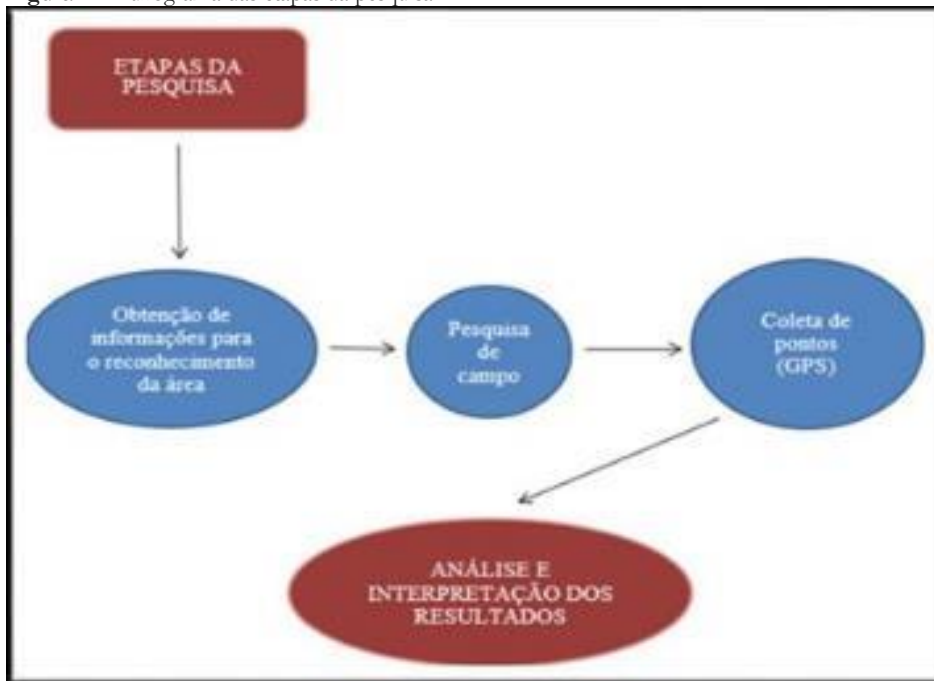 ETAPAS DA
PESQUISA
Obtenção de
informações para
o reconhecimento
da área
Pesquisa
de
campo
Coleta de
pontos
(GPS)
ANÁLISE E
INTERPRETAÇÃO DOS
RESULTADOS